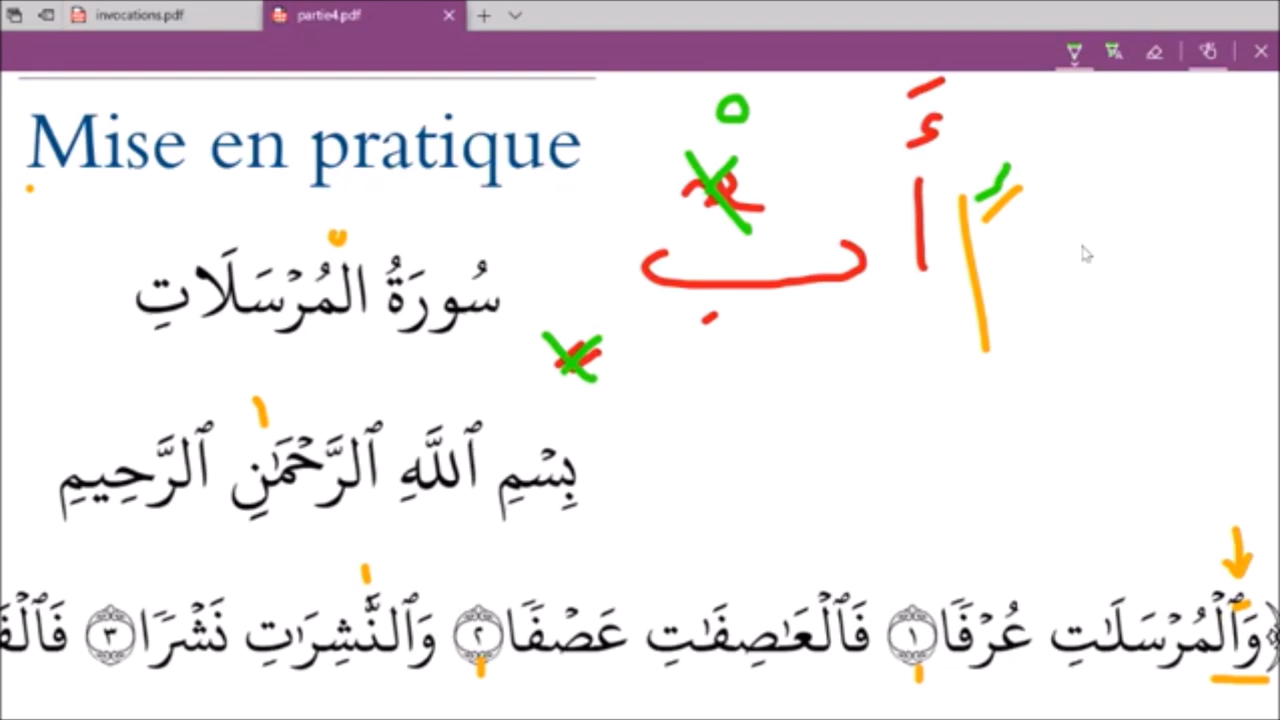 invocations.pdf
partie4.pdf
Mise en pratique
سُورَةُ المُرْسَلَاتِ
بِسْمِ ٱللَّهِ ٱلرَّحْمَٰنِ ٱلرَّحِيمِ
وَٱلْمُرْسَلَٰتِ عُرْفًا ١ فَٱلْعَٰصِفَٰتِ عَصْفًا ٢ وَٱلنَّٰشِرَٰتِ نَشْرًا ٣